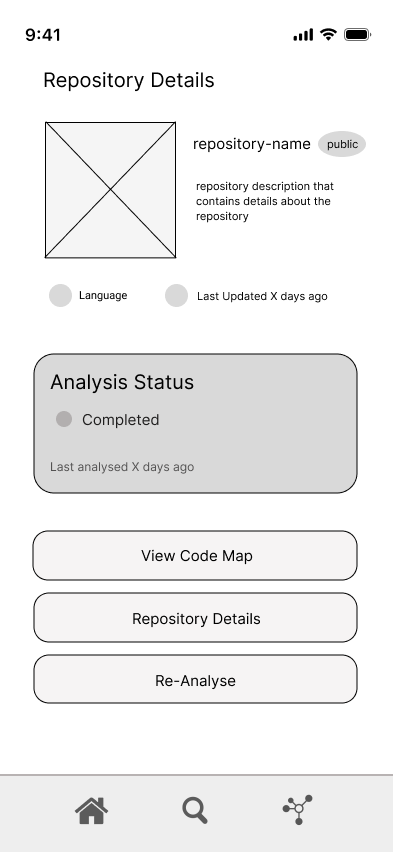 9:41
Repository Details
repository-name
public
repository description that
contains details about the
repository
Language
Last Updated X days ago
Analysis Status
Completed
Last analysed X days ago
View Code Map
Repository Details
Re-Analyse